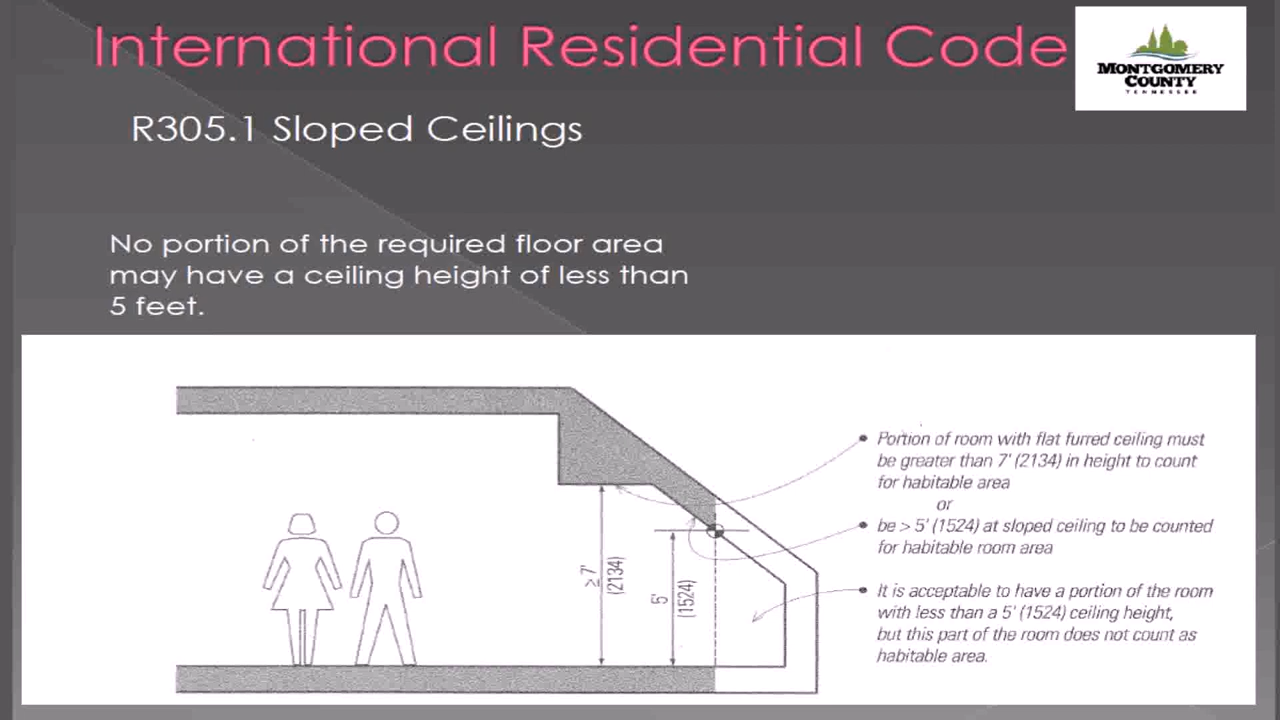 International Residential Code
MONTGOMERY
COUNTY
TENNESSEE
R305.1 Sloped Ceilings
No portion of the required floor area
may have a ceiling height of less than
5 feet.
Portion of room with flat furred ceiling must
be greater than 7' (2134) in height to count
for habitable area
or
be > 5' (1524) at sloped ceiling to be counted
for habitable room area
It is acceptable to have a portion of the room
with less than a 5' (1524) ceiling height,
but this part of the room does not count as
habitable area.
≥ 7'
(2134)
5'
(1524)